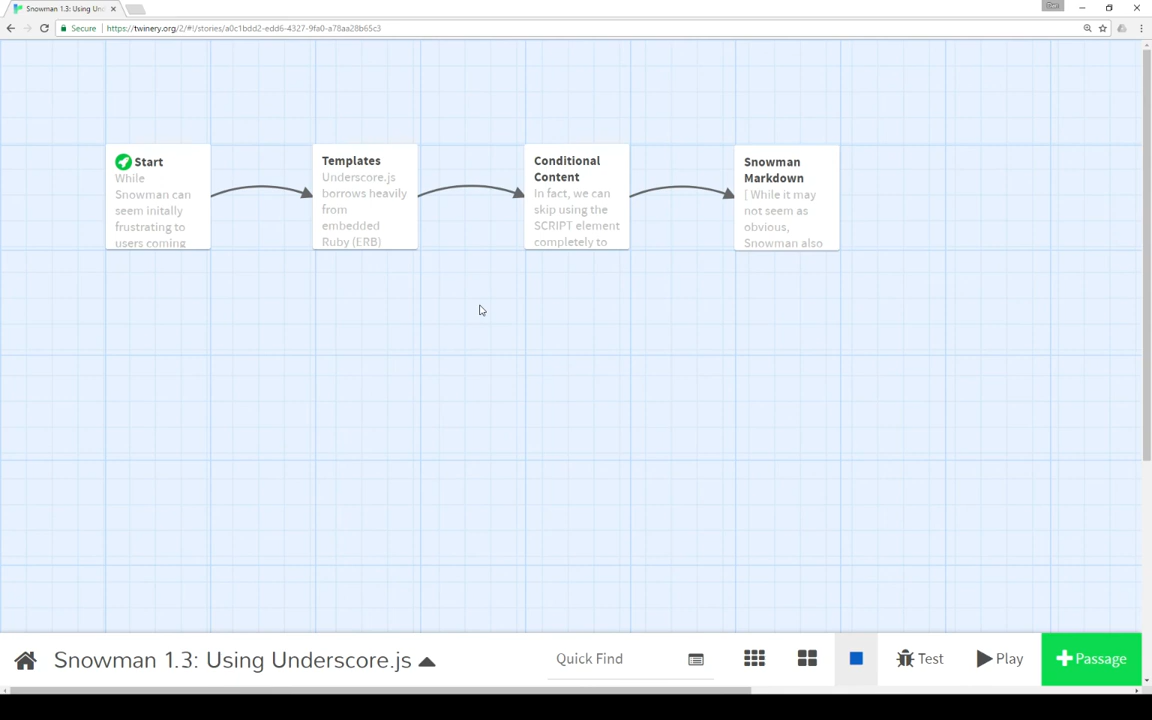 Snowman 1.3: Using Un
Secure
https://twinery.org/2/#!/stories/a0c1bdd2-edd6-4327-9fa0-a78aa28b65c3
Start
While
Snowman can
seem initally
frustrating to
users coming
Templates
Underscore.js
borrows heavily
from
embedded
Ruby (ERB)
Conditional
Content
In fact, we can
skip using the
SCRIPT element
completely to
Snowman
Markdown
[ While it may
not seem as
obvious,
Snowman also
Snowman 1.3: Using Underscore.js
Quick Find
Test
Play
Passage